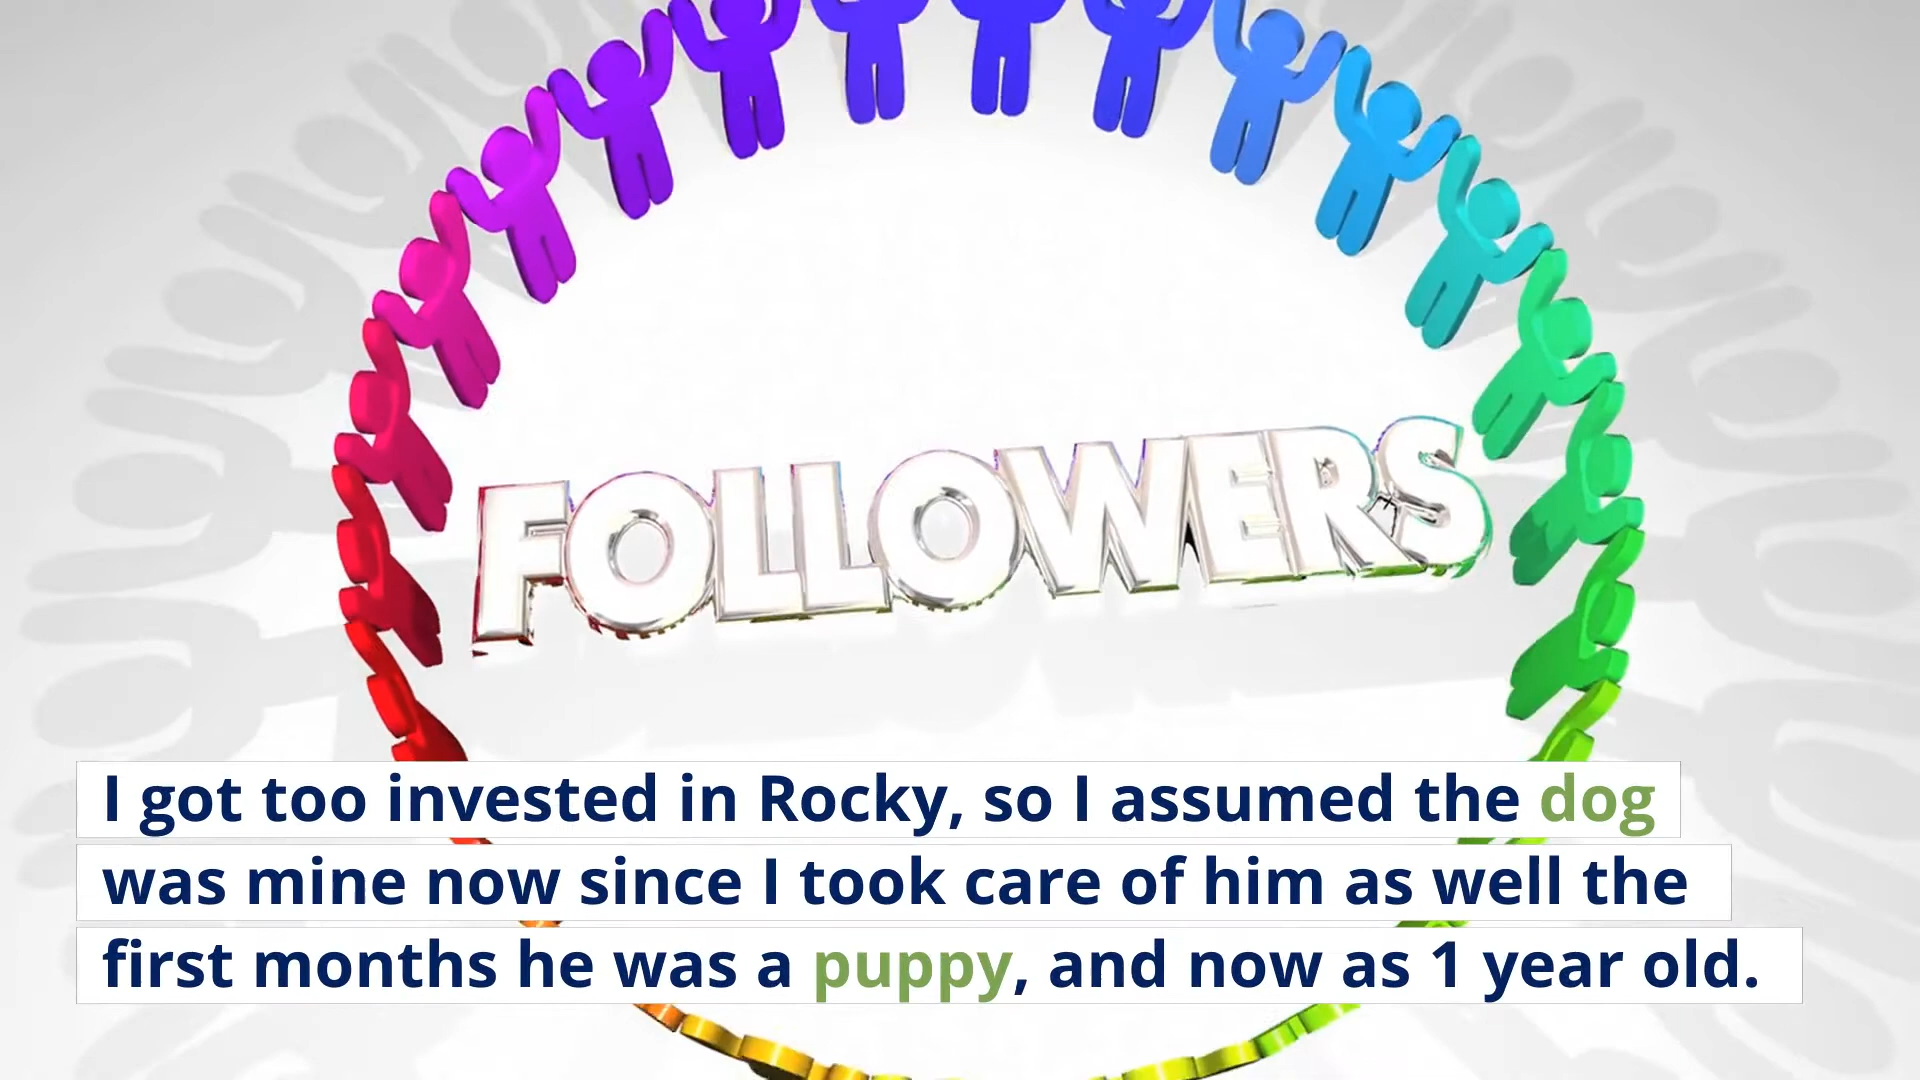 FOLLOWERS
I got too invested in Rocky, so I assumed the dog
was mine now since I took care of him as well the
first months he was a puppy, and now as 1 year old.